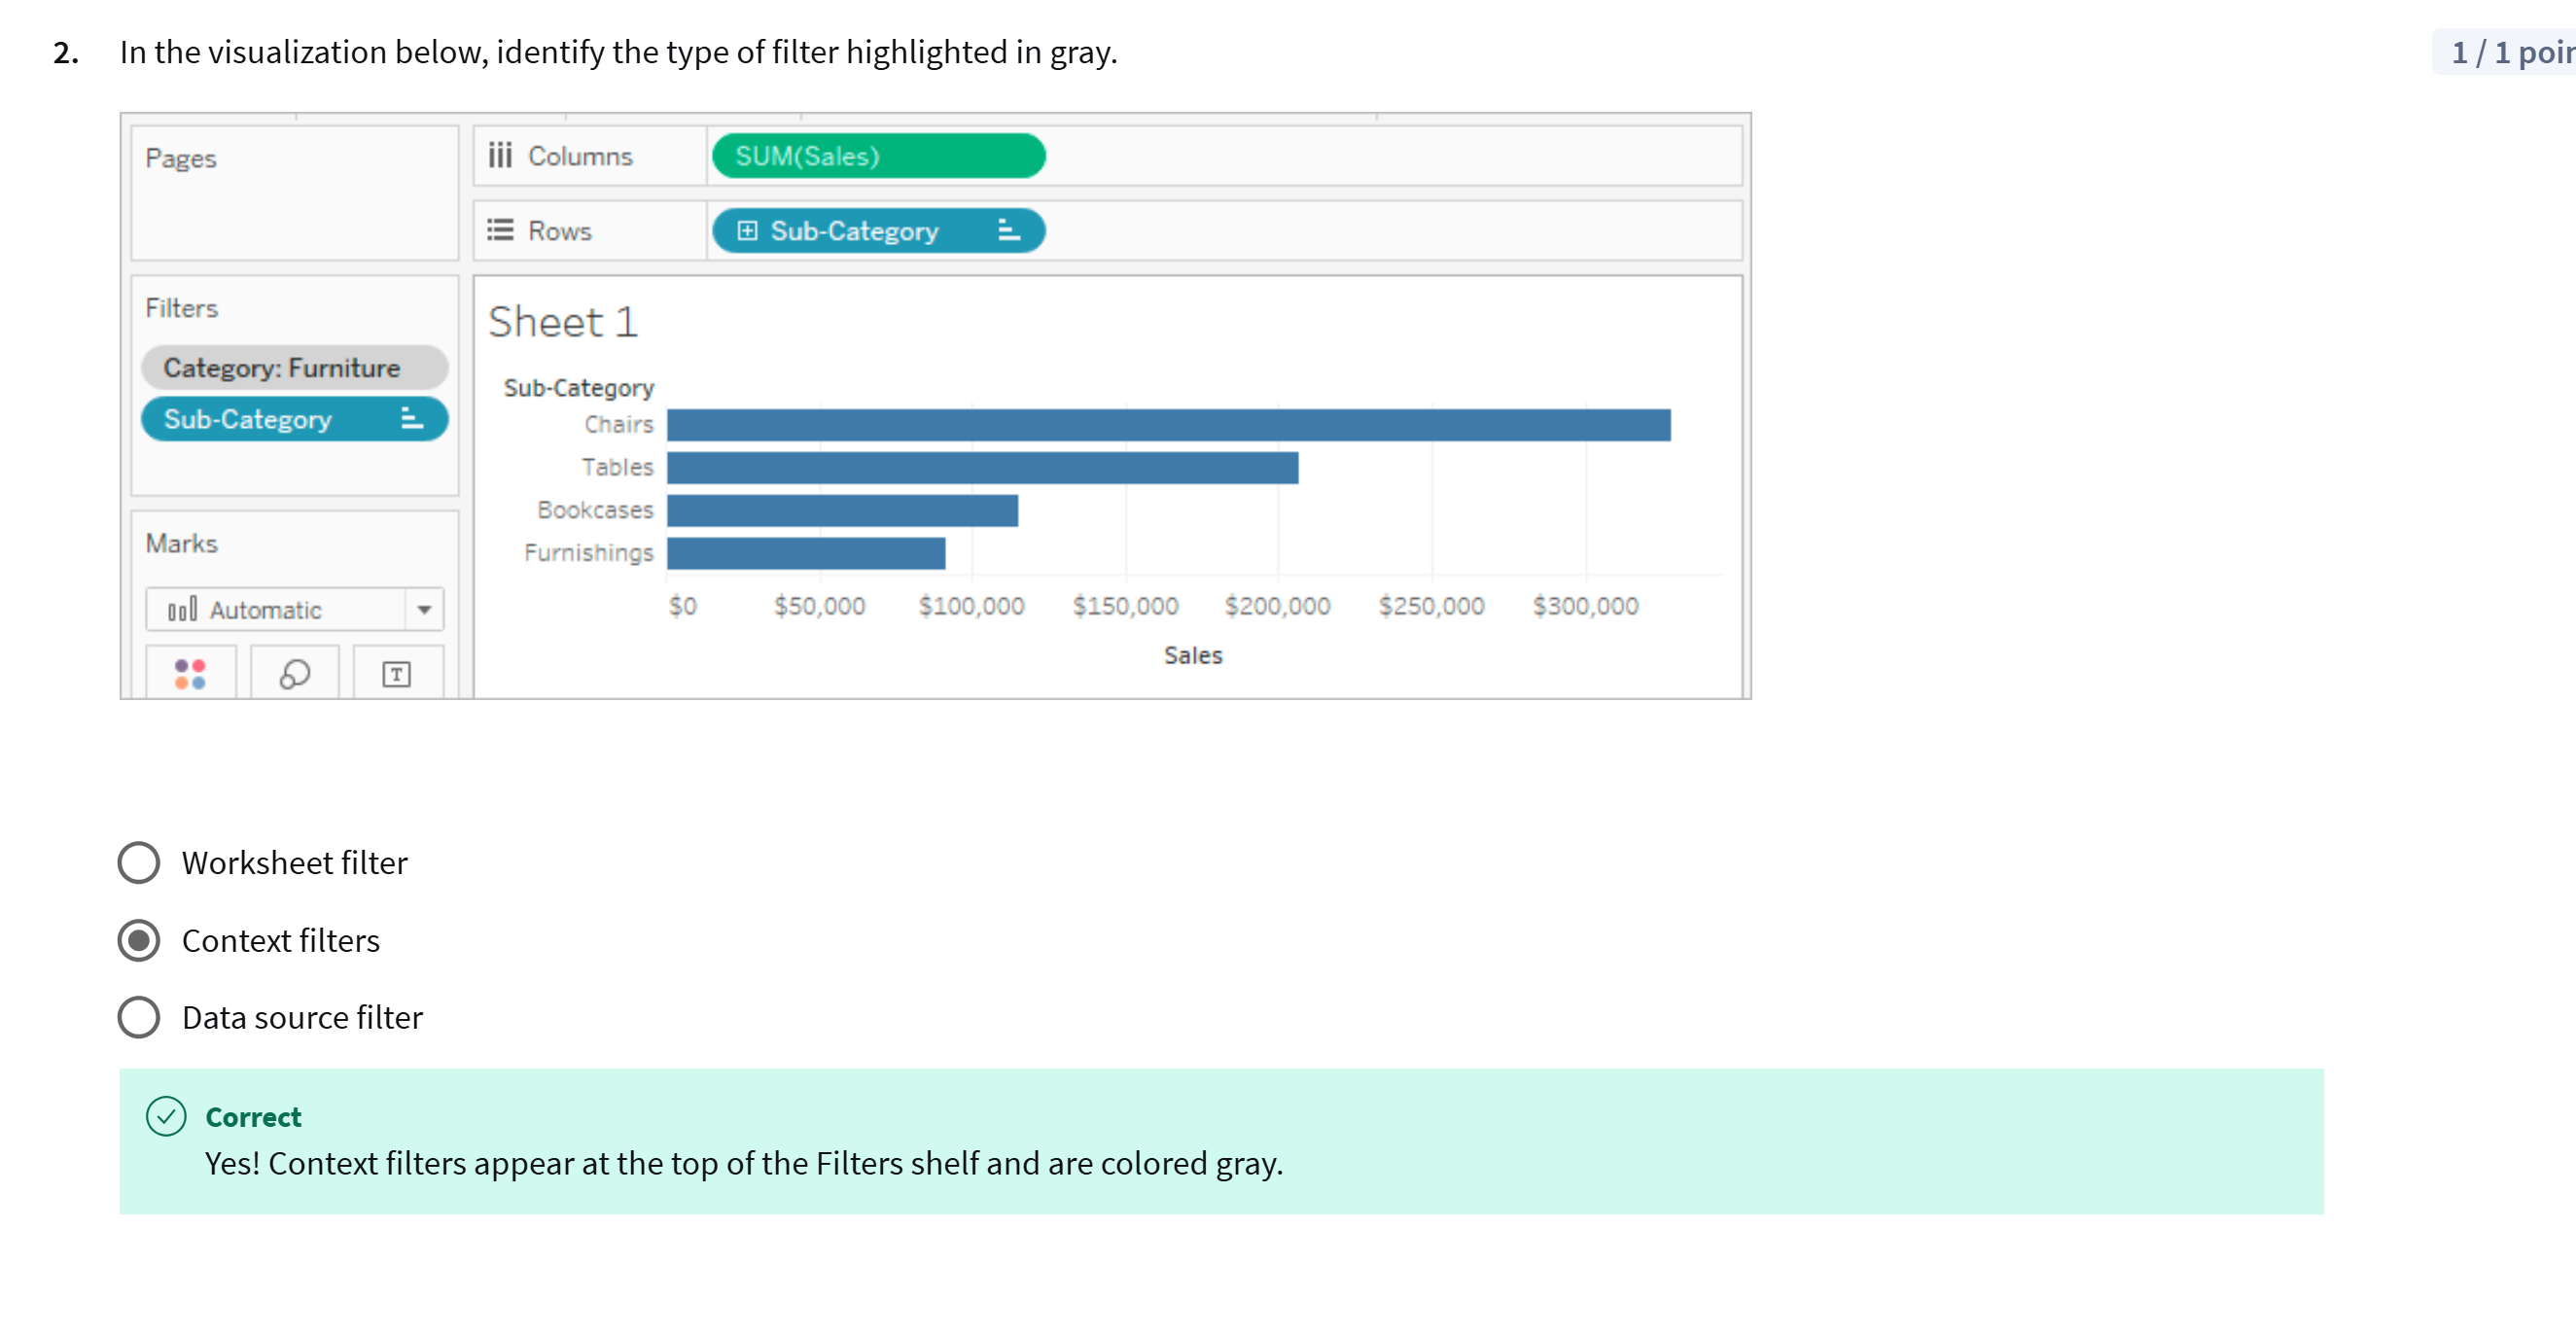 2. In the visualization below, identify the type of filter highlighted in gray.
1 / 1
Pages
Columns
SUM(Sales)
Rows
Sub-Category
Filters
Category: Furniture
Sub-Category
Sheet 1
Sub-Category
Chairs
Tables
Bookcases
Furnishings
$0 $50,000 $100,000 $150,000 $200,000 $250,000 $300,000
Sales
Marks
Automatic
T
Worksheet filter
Context filters
Data source filter
Correct
Yes! Context filters appear at the top of the Filters shelf and are colored gray.